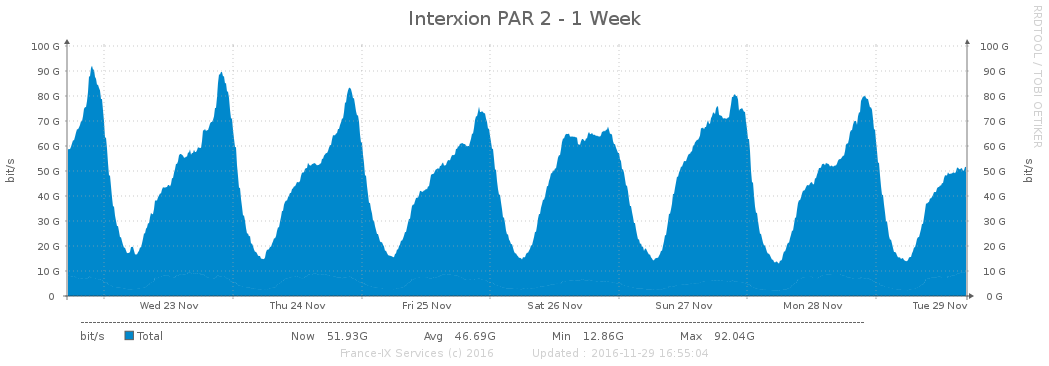 Interxion PAR 2 - 1 Week
RRDTOOL / TOBI OETIKER
bit/s
100 G
90 G
80 G
70 G
60 G
50 G
40 G
30 G
20 G
10 G
0
100 G
90 G
80 G
70 G
60 G
50 G
40 G
30 G
20 G
10 G
0 G
bit/s
Wed 23 Nov Thu 24 Nov Fri 25 Nov Sat 26 Nov Sun 27 Nov Mon 28 Nov Tue 29 Nov
bit/s Total Now 51.93G Avg 46.69G Min 12.86G Max 92.04G
France-IX Services (c) 2016 Updated : 2016-11-29 16:55:04